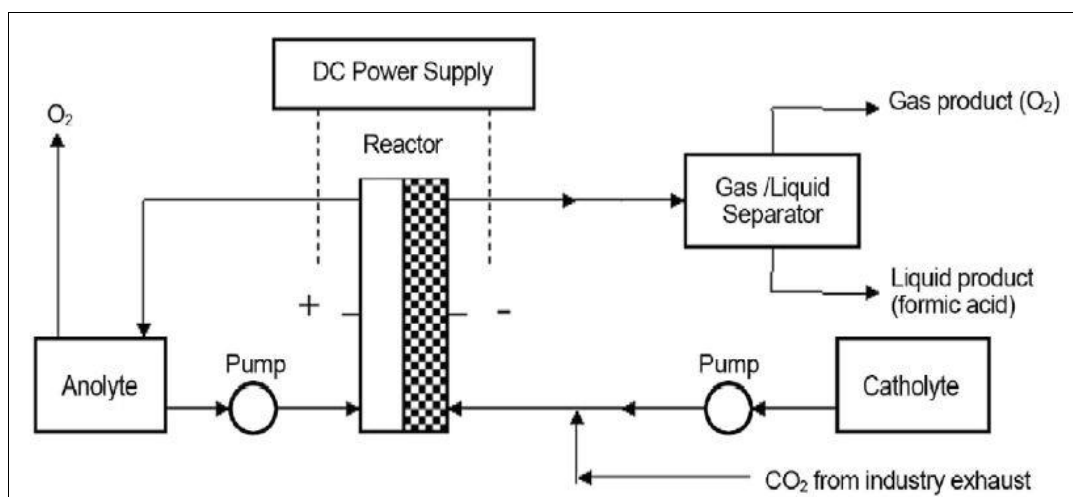 DC Power Supply
O₂
Reactor
Gas product (O₂)
Gas /Liquid
Separator
Liquid product
(formic acid)
+
-
Pump
Pump
Anolyte
Catholyte
CO₂ from industry exhaust